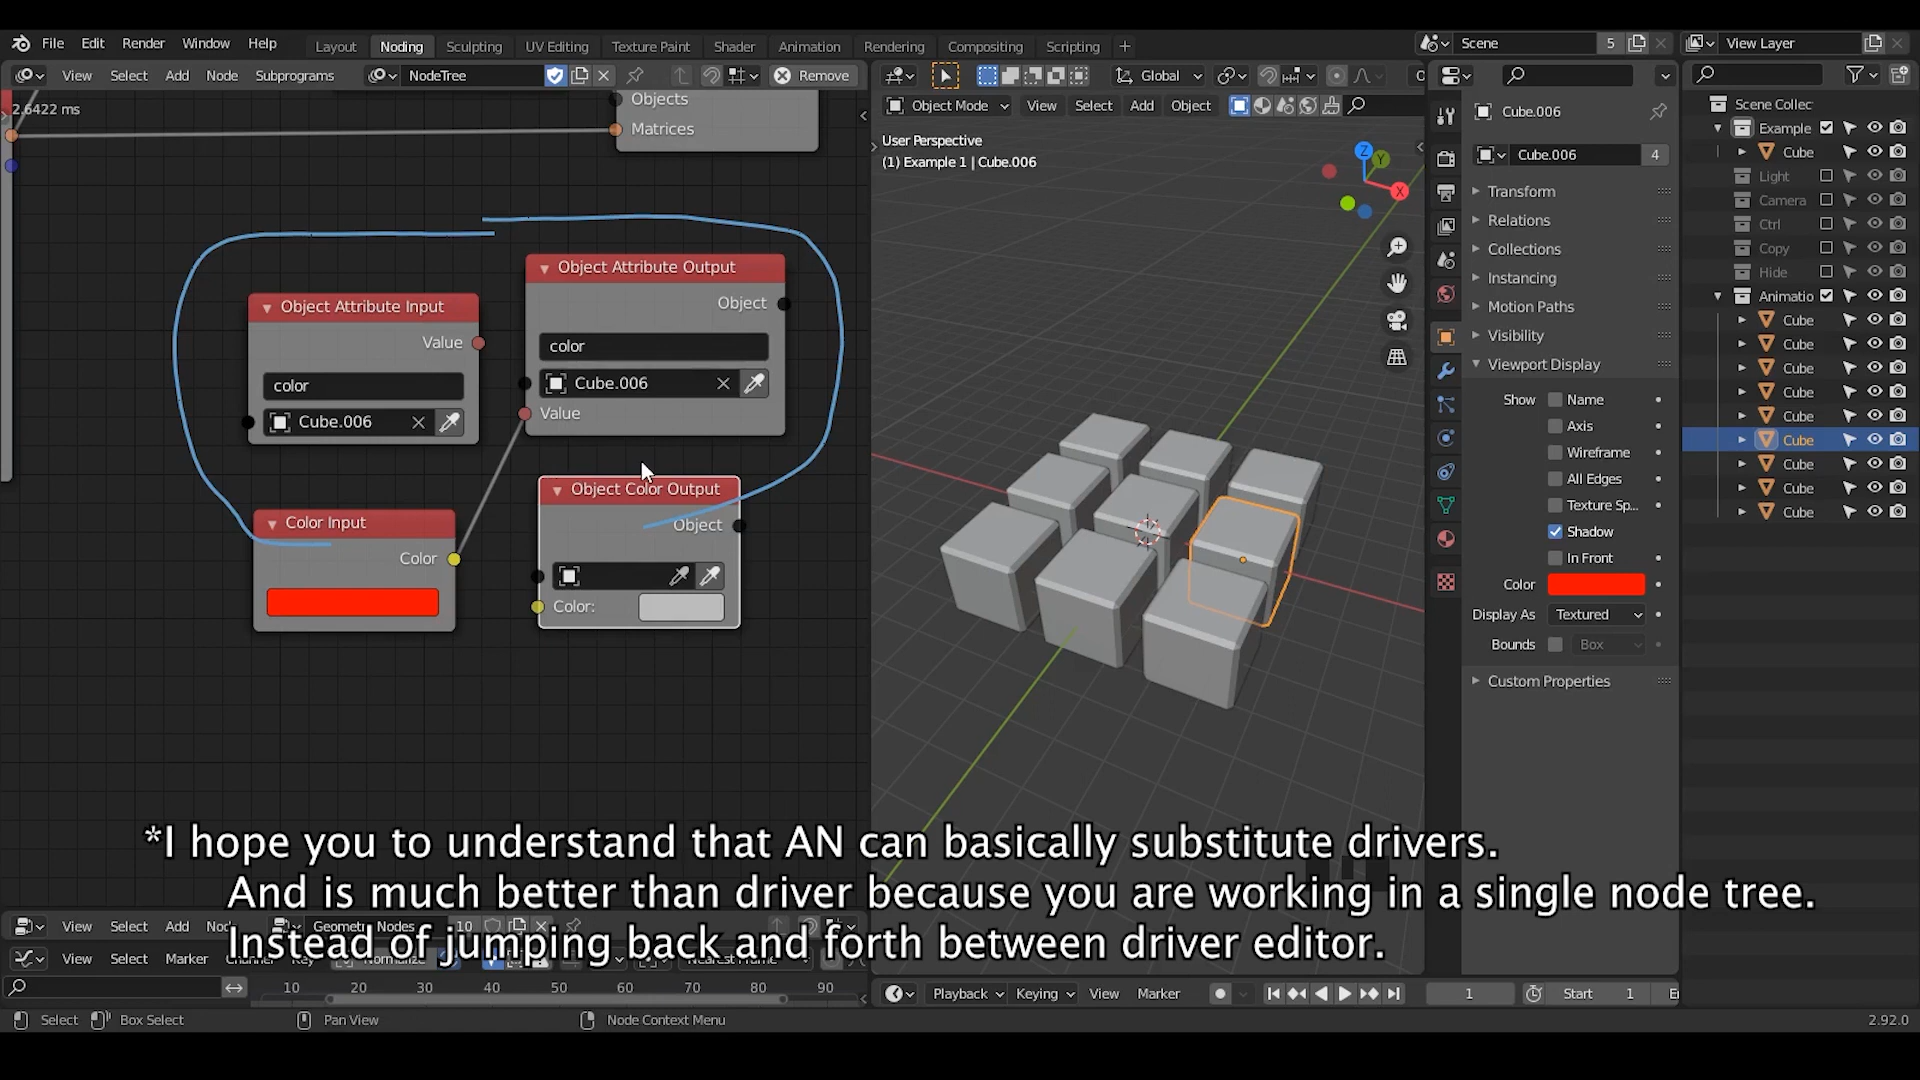 File Edit Render Window Help Layout Noding Sculpting UV Editing Texture Paint Shader Animation Rendering Compositing Scripting + Scene 5 View Layer
View Select Add Node Subprograms NodeTree Remove Global
Object Mode View Select Add Object
2.6422 ms
Objects
Matrices
Object Attribute Input
Value
color
Cube.006
Object Attribute Output
Object
color
Cube.006
Value
Color Input
Color
Object Color Output
Object
Color:
User Perspective
(1) Example 1 | Cube.006
Z
Y
X
Cube.006
Cube.006 4
Transform
Relations
Collections
Instancing
Motion Paths
Visibility
Viewport Display
Show Name
Axis
Wireframe
All Edges
Texture Sp...
Shadow
In Front
Color
Display As Textured
Bounds Box
Custom Properties
Scene Collec
Example
Cube
Light
Camera
Ctrl
Copy
Hide
Animatio
Cube
Cube
Cube
Cube
Cube
Cube
Cube
Cube
Cube
*I hope you to understand that AN can basically substitute drivers.
And is much better than driver because you are working in a single node tree.
Instead of jumping back and forth between driver editor.
View Select Add Geometry Nodes 10
View Select Marker
10 20 30 40 50 60 70 80 90
Playback Keying View Marker 1 Start 1
Select Box Select Pan View Node Context Menu 2.92.0